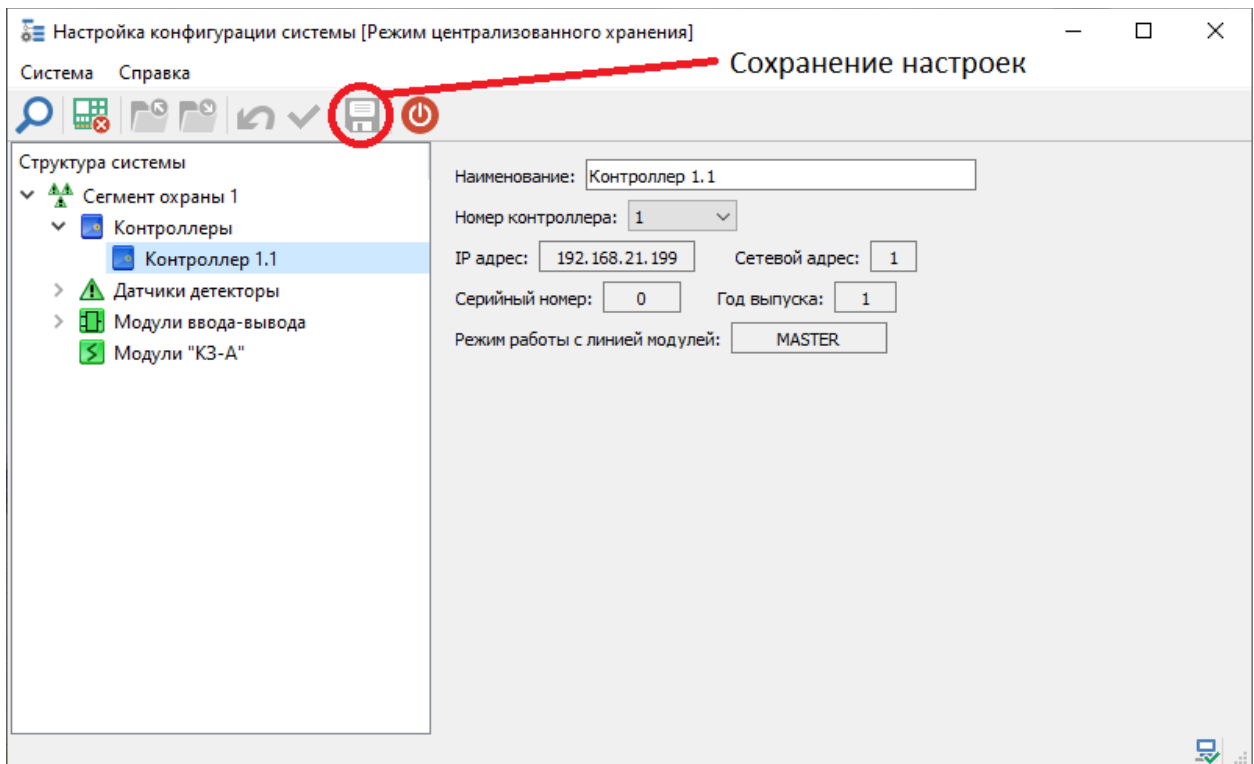 Настройка конфигурации системы [Режим централизованного хранения]
Система Справка
Сохранение настроек
Структура системы
Сегмент охраны 1
Контроллеры
Контроллер 1.1
Датчики детекторы
Модули ввода-вывода
Модули "КЗ-А"
Наименование: Контроллер 1.1
Номер контроллера: 1
IP адрес: 192.168.21.199 Сетевой адрес: 1
Серийный номер: 0 Год выпуска: 1
Режим работы с линией модулей: MASTER